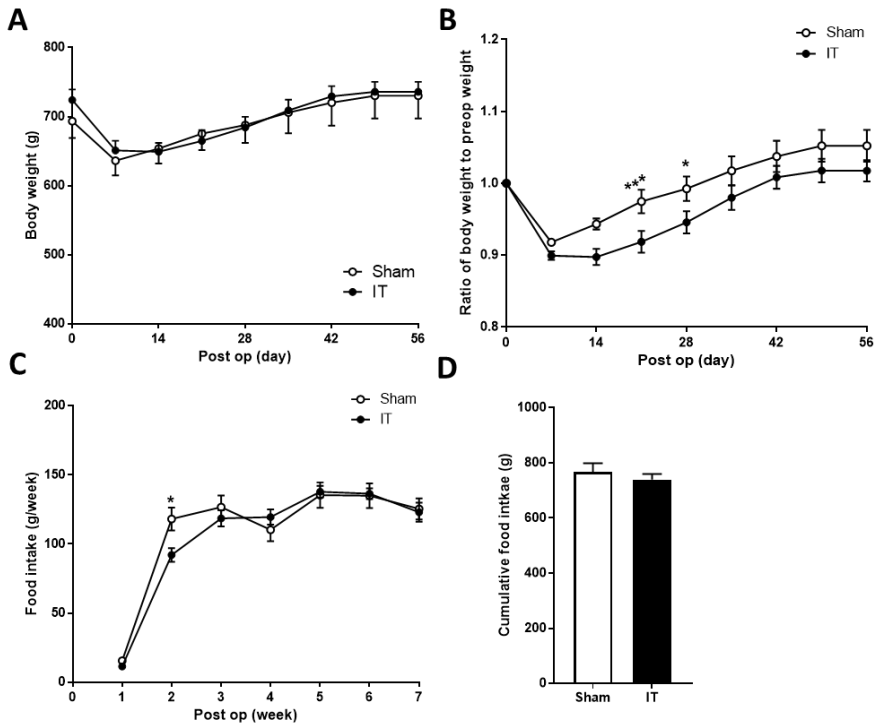 A
800
700
600
500
400
Body weight (g)
Sham
IT
0 14 28 42 56
Post op (day)
B
1.2
1.1
1.0
0.9
0.8
Ratio of body weight to preop weight
Sham
IT
***
*
0 14 28 42 56
Post op (day)
C
200
150
100
50
0
Food intake (g/week)
Sham
IT
*
0 1 2 3 4 5 6 7
Post op (week)
D
1000
800
600
400
200
0
Cumulative food intkae (g)
Sham IT